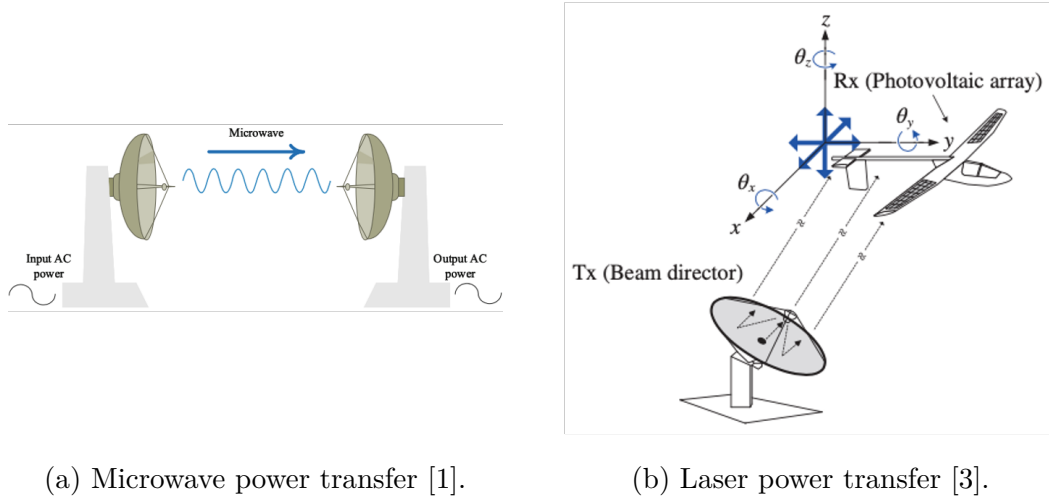 Microwave
Input AC
power
Output AC
power
(a) Microwave power transfer [1].
z
θz
Rx (Photovoltaic array)
θy
y
θx
x
Tx (Beam director)
(b) Laser power transfer [3].